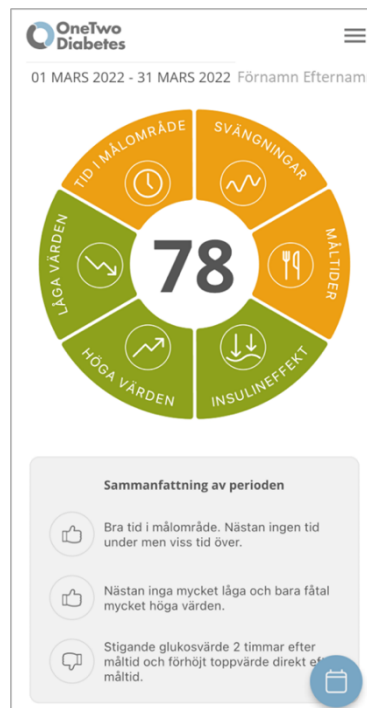 OneTwo
Diabetes
01 MARS 2022 - 31 MARS 2022 Förnamn Efternam
TID I MÅLOMRÅDE
SVÄNGNINGAR
LÅGA VÄRDEN
78
MÅLTIDER
HÖGA VÄRDEN
INSULINEFFEKT
Sammanfattning av perioden
Bra tid i målområde. Nästan ingen tid
under men viss tid över.
Nästan inga mycket låga och bara fåtal
mycket höga värden.
Stigande glukosvärde 2 timmar efter
måltid och förhöjt toppvärde direkt
måltid.